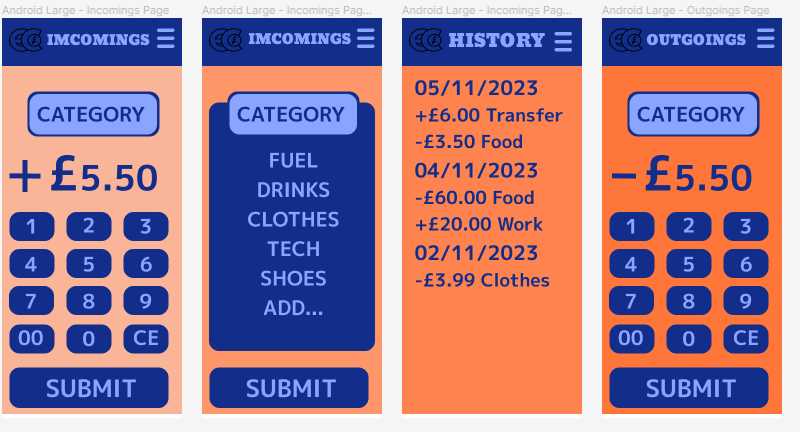 Android Large - Incomings Page
IMCOMINGS
CATEGORY
+£5.50
1 2 3
4 5 6
7 8 9
00 0 CE
SUBMIT
Android Large - Incomings Pag...
IMCOMINGS
CATEGORY
FUEL
DRINKS
CLOTHES
TECH
SHOES
ADD...
SUBMIT
Android Large - Incomings Pag...
HISTORY
05/11/2023
+£6.00 Transfer
-£3.50 Food
04/11/2023
-£60.00 Food
+£20.00 Work
02/11/2023
-£3.99 Clothes
Android Large - Outgoings Page
OUTGOINGS
CATEGORY
-£5.50
1 2 3
4 5 6
7 8 9
00 0 CE
SUBMIT